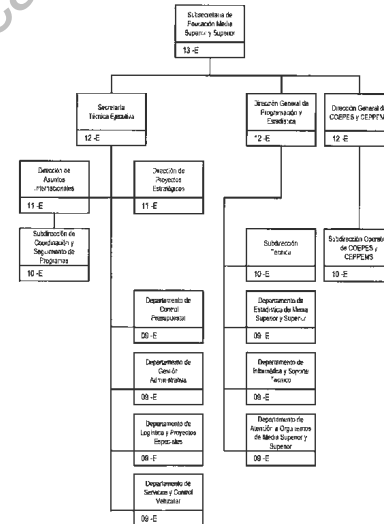 Subsecretaría de
Educación Media
Superior y Superior
13 -E
Secretaría
Técnica Ejecutiva
12 -E
Dirección General de
Programación y
Estadística
12 -E
Dirección General de
COEPES y CEPPEMS
12 -E
Dirección de
Asuntos
Internacionales
11 -E
Dirección de
Proyectos
Estratégicos
11 -E
Subdirección de
Coordinación y
Seguimiento de
Programas
10 -E
Subdirección
Técnica
10 -E
Subdirección
de COEPES y
CEPPEMS
10 -E
Departamento de
Control
Presupuestal
09 -E
Departamento de
Estadística de Media
Superior y Superior
09 -E
Departamento de
Gestión
Administrativa
09 -E
Departamento de
Informática y Soporte
Técnico
09 -E
Departamento de
Logística y Proyectos
Especiales
09 -E
Departamento de
Atención a Organismos
de Media Superior y
Superior
09 -E
Departamento de
Servicios y Control
Vehicular
09 -E